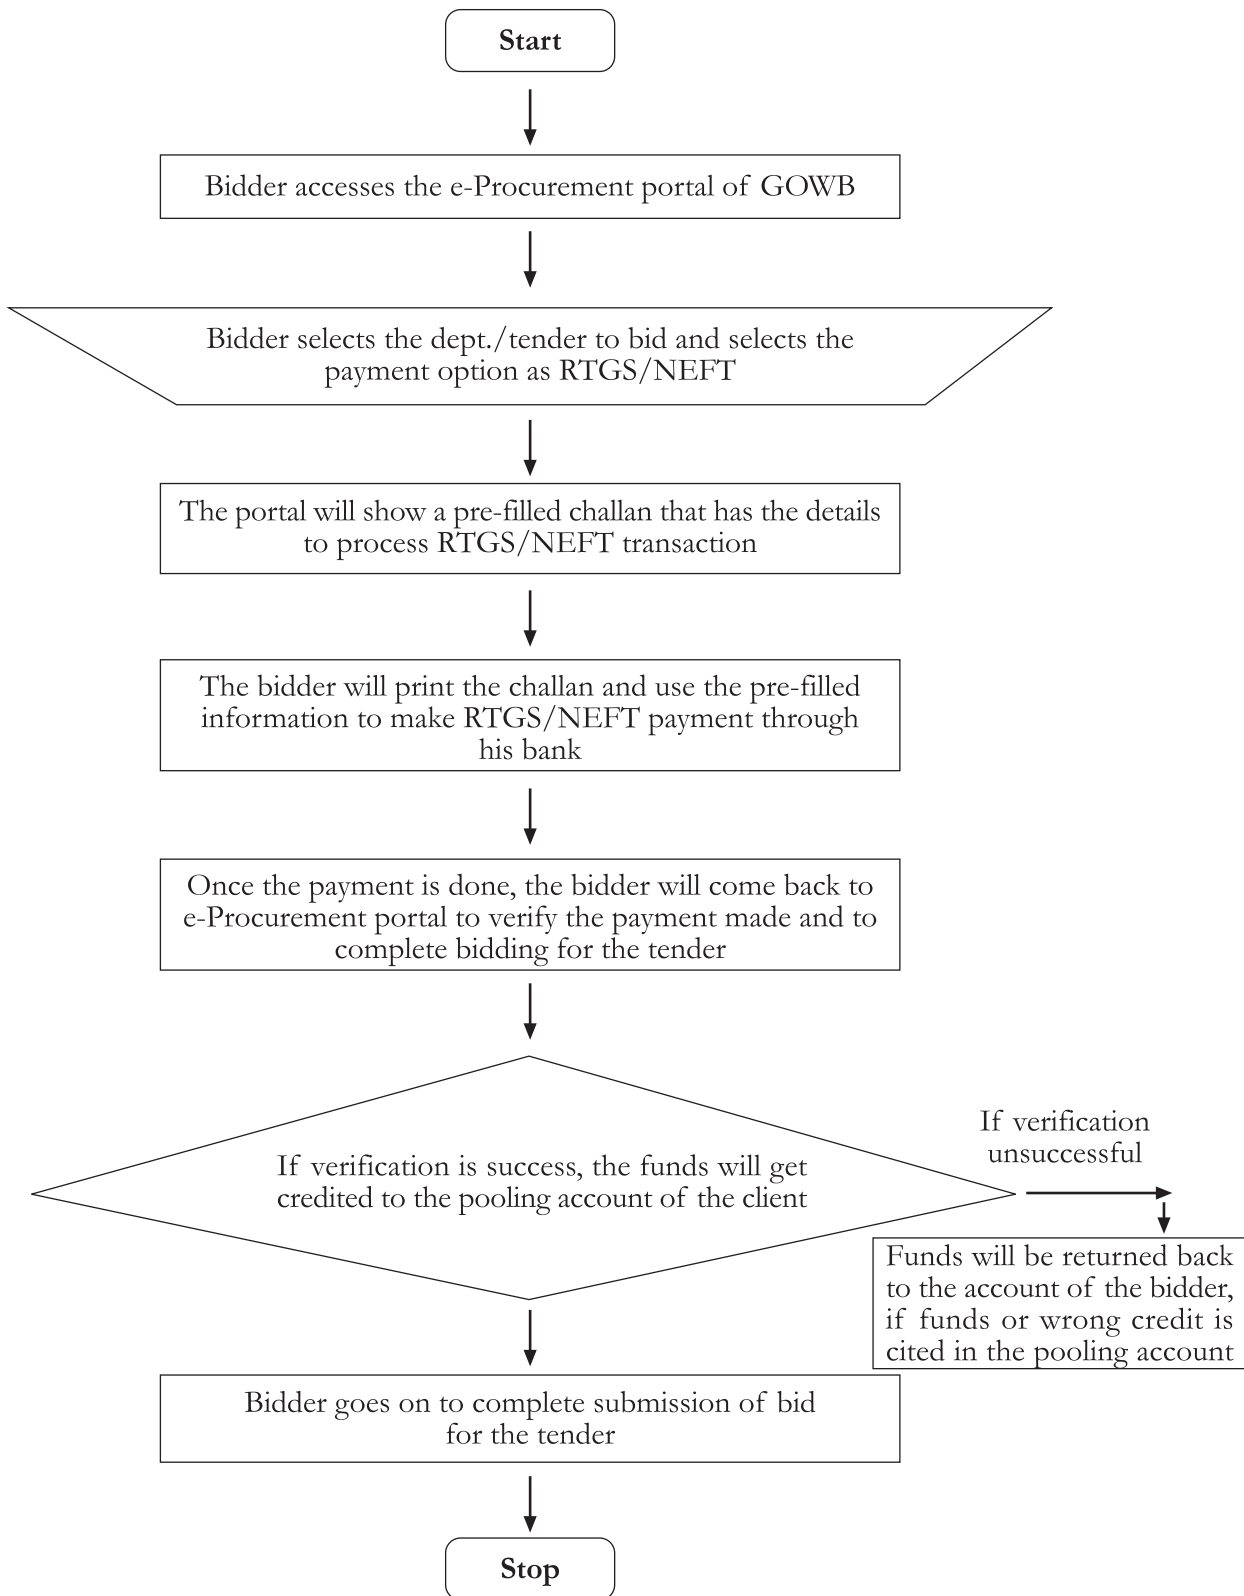 Start
Bidder accesses the e-Procurement portal of GOWB
Bidder selects the dept./tender to bid and selects the
payment option as RTGS/NEFT
The portal will show a pre-filled challan that has the details
to process RTGS/NEFT transaction
The bidder will print the challan and use the pre-filled
information to make RTGS/NEFT payment through
his bank
Once the payment is done, the bidder will come back to
e-Procurement portal to verify the payment made and to
complete bidding for the tender
If verification is success, the funds will get
credited to the pooling account of the client
If verification
unsuccessful
Funds will be returned back
to the account of the bidder,
if funds or wrong credit is
cited in the pooling account
Bidder goes on to complete submission of bid
for the tender
Stop